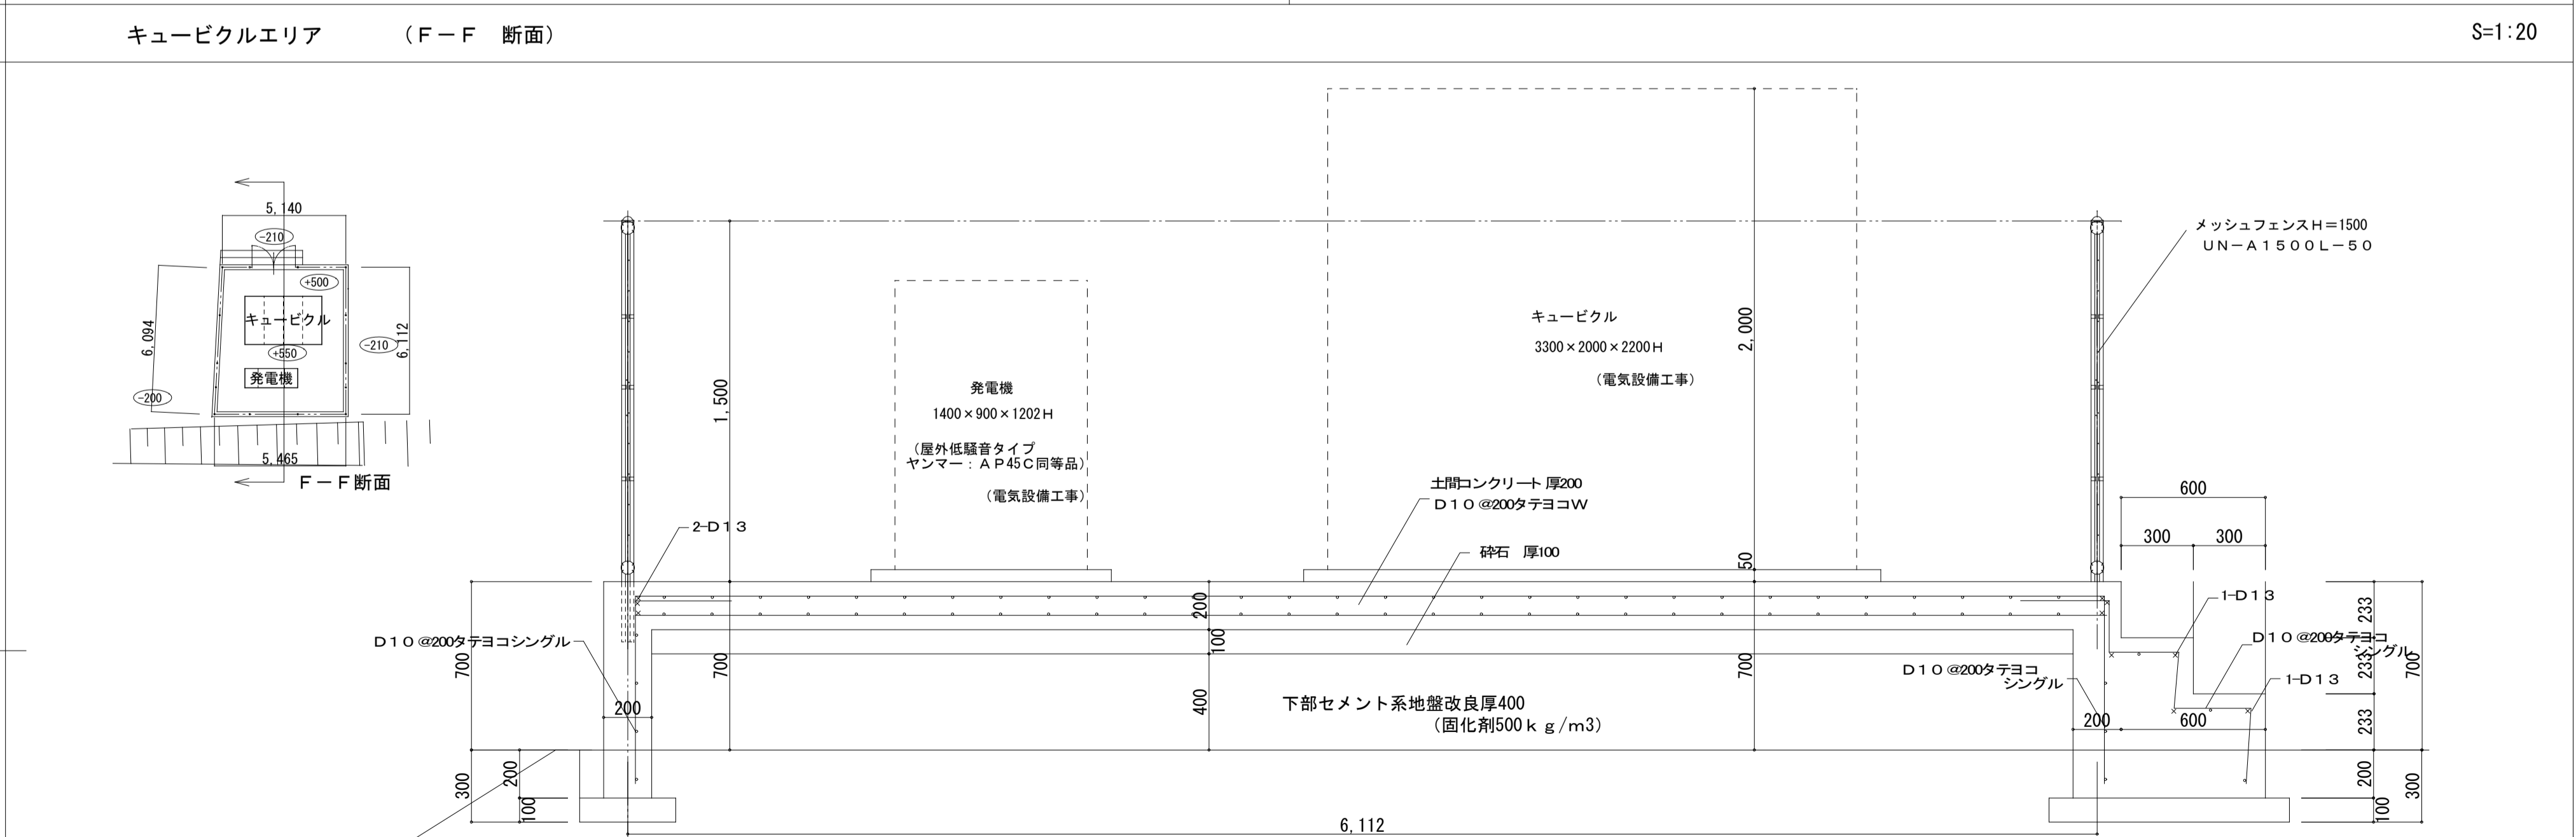 キュービクルエリア　　　（Ｆ－Ｆ　断面）
S=1:20
5,140
-210
+500
キュービクル
+550
発電機
6,094
6,112
-210
-200
5,465
Ｆ－Ｆ断面
1,500
発電機
1400×900×1202Ｈ
（屋外低騒音タイプ
ヤンマー：ＡＰ45Ｃ同等品）
（電気設備工事）
キュービクル
3300×2000×2200Ｈ
（電気設備工事）
2,000
50
メッシュフェンスＨ＝1500
ＵＮ－Ａ１５００Ｌ－50
土間コンクリート 厚200
Ｄ１０@200タテヨコＷ
砕石　厚100
2-Ｄ１３
Ｄ１０@200タテヨコシングル
700
700
200
100
400
700
200
300
200
100
下部セメント系地盤改良厚400
（固化剤500ｋｇ/m3）
600
300
300
1-Ｄ１３
Ｄ１０@200タテヨコ
シングル
1-Ｄ１３
Ｄ１０@200タテヨコ
シングル
200
600
233
233
233
700
200
100
300
6,112